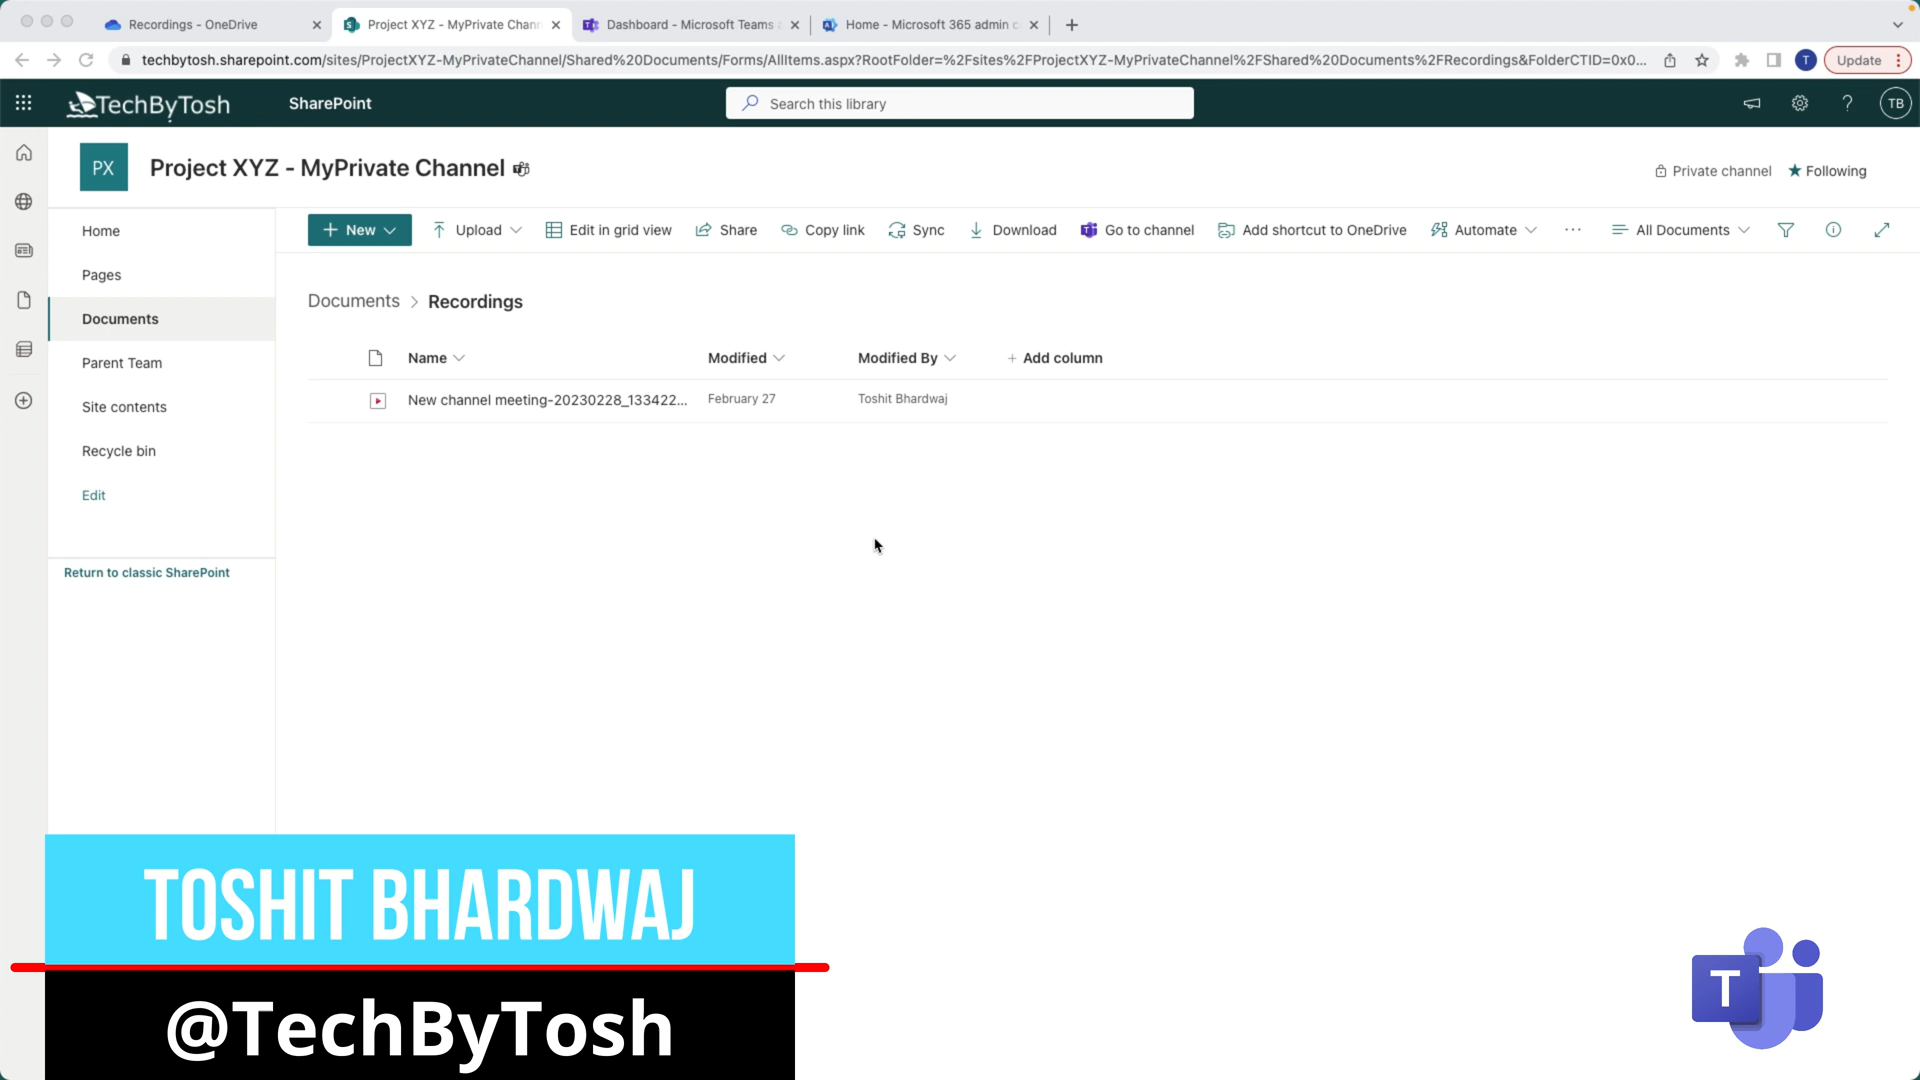 Recordings - OneDrive
Project XYZ - MyPrivate Chann
Dashboard - Microsoft Teams a
Home - Microsoft 365 admin c
techbytosh.sharepoint.com/sites/ProjectXYZ-MyPrivateChannel/Shared%20Documents/Forms/AllItems.aspx?RootFolder=%2Fsites%2FProjectXYZ-MyPrivateChannel%2FShared%20Documents%2FRecordings&FolderCTID=0x0...
T
Update
TechByTosh
SharePoint
Search this library
?
TB
PX
Project XYZ - MyPrivate Channel
Private channel
Following
Home
Pages
Documents
Parent Team
Site contents
Recycle bin
Edit
Return to classic SharePoint
+ New
Upload
Edit in grid view
Share
Copy link
Sync
Download
Go to channel
Add shortcut to OneDrive
Automate
...
All Documents
Documents > Recordings
Name
Modified
Modified By
+ Add column
New channel meeting-20230228_133422...
February 27
Toshit Bhardwaj
TOSHIT BHARDWAJ
@TechByTosh
T